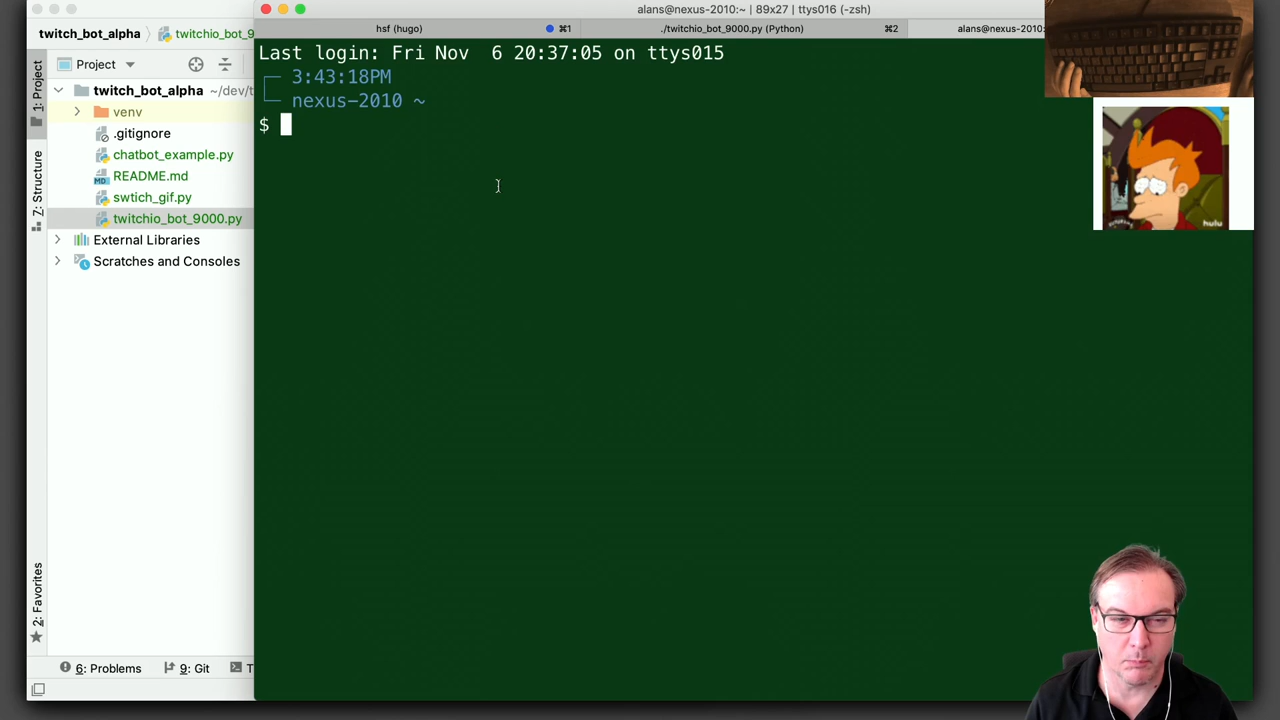 twitch_bot_alpha
twitchio_bot_9
alans@nexus-2010:~ | 89x27 | ttys016 (-zsh)
hsf (hugo)
⌘1
./twitchio_bot_9000.py (Python)
⌘2
alans@nexus-2010:
1: Project
Z: Structure
2: Favorites
Project
twitch_bot_alpha ~/dev/t
venv
.gitignore
chatbot_example.py
MD README.md
swtich_gif.py
twitchio_bot_9000.py
External Libraries
Scratches and Consoles
6: Problems
9: Git
T
Last login: Fri Nov  6 20:37:05 on ttys015
3:43:18PM
nexus-2010 ~
$
hulu